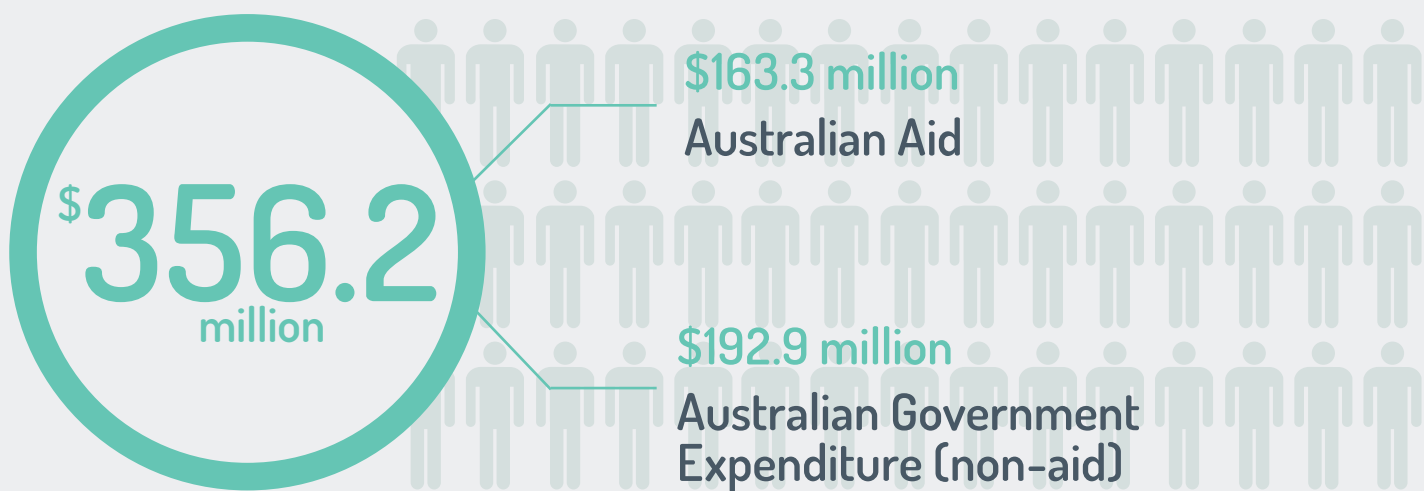 $356.2
million
$163.3 million
Australian Aid
$192.9 million
Australian Government
Expenditure (non-aid)